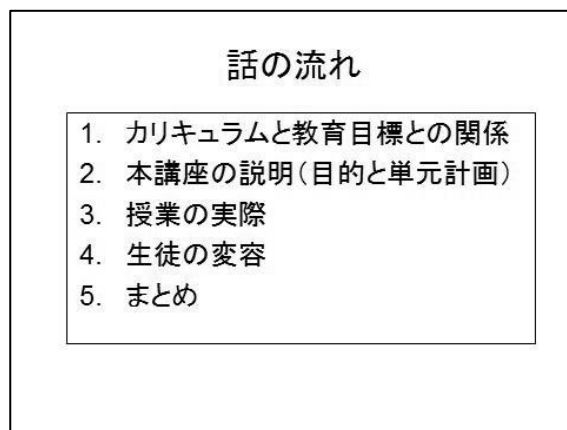 話の流れ
1. カリキュラムと教育目標との関係
2. 本講座の説明（目的と単元計画）
3. 授業の実際
4. 生徒の変容
5. まとめ